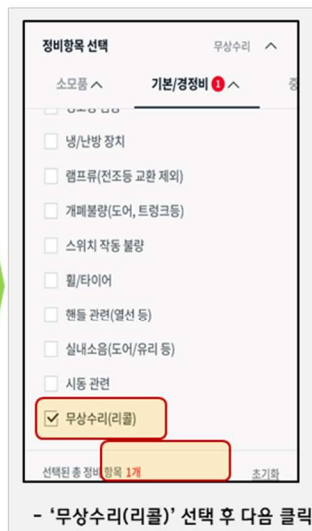 정비항목 선택 무상수리
소모품 기본/경정비 1
냉/난방 장치
램프류(전조등 교환 제외)
개폐불량(도어, 트렁크등)
스위치 작동 불량
휠/타이어
핸들 관련(열선 등)
실내소음(도어/유리 등)
시동 관련
무상수리(리콜)
선택된 총 정비 항목 1개 초기화
- ‘무상수리(리콜)’ 선택 후 다음 클릭